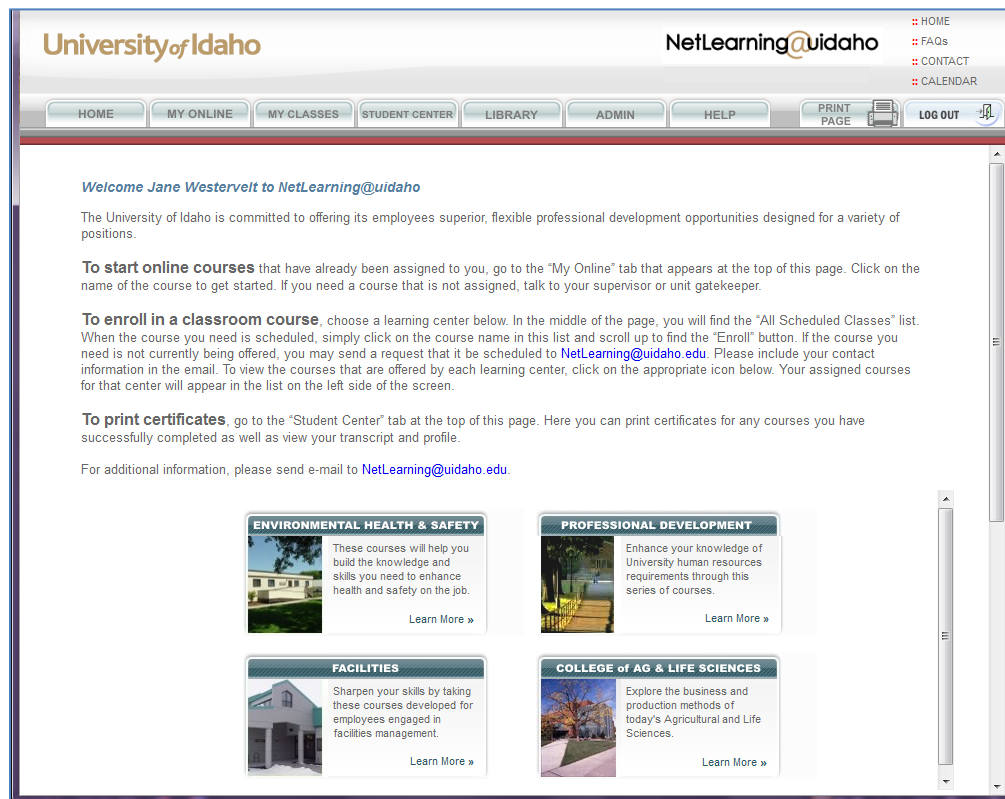 University of Idaho
NetLearning@uidaho
:: HOME
:: FAQs
:: CONTACT
:: CALENDAR
HOME
MY ONLINE
MY CLASSES
STUDENT CENTER
LIBRARY
ADMIN
HELP
PRINT
PAGE
LOG OUT
Welcome Jane Westervelt to NetLearning@uidaho
The University of Idaho is committed to offering its employees superior, flexible professional development opportunities designed for a variety of
positions.
To start online courses that have already been assigned to you, go to the “My Online” tab that appears at the top of this page. Click on the
name of the course to get started. If you need a course that is not assigned, talk to your supervisor or unit gatekeeper.
To enroll in a classroom course, choose a learning center below. In the middle of the page, you will find the “All Scheduled Classes” list.
When the course you need is scheduled, simply click on the course name in this list and scroll up to find the “Enroll” button. If the course you
need is not currently being offered, you may send a request that it be scheduled to NetLearning@uidaho.edu. Please include your contact
information in the email. To view the courses that are offered by each learning center, click on the appropriate icon below. Your assigned courses
for that center will appear in the list on the left side of the screen.
To print certificates, go to the “Student Center” tab at the top of this page. Here you can print certificates for any courses you have
successfully completed as well as view your transcript and profile.
For additional information, please send e-mail to NetLearning@uidaho.edu.
ENVIRONMENTAL HEALTH & SAFETY
These courses will help you
build the knowledge and
skills you need to enhance
health and safety on the job.
Learn More »
PROFESSIONAL DEVELOPMENT
Enhance your knowledge of
University human resources
requirements through this
series of courses.
Learn More »
FACILITIES
Sharpen your skills by taking
these courses developed for
employees engaged in
facilities management.
Learn More »
COLLEGE of AG & LIFE SCIENCES
Explore the business and
production methods of
today's Agricultural and Life
Sciences.
Learn More »